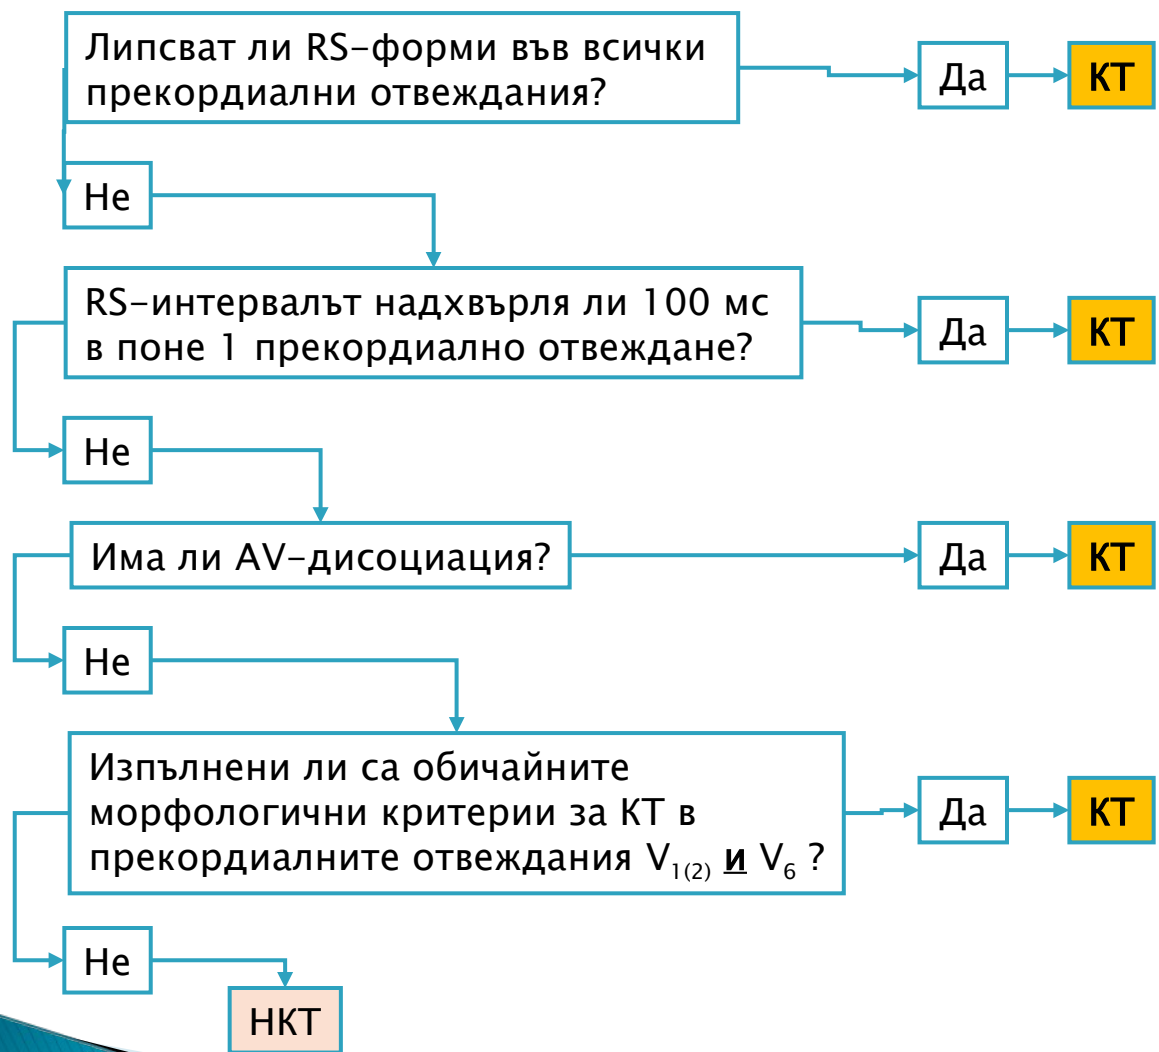 Липсват ли RS-форми във всички
прекордиални отвеждания?
Да
КТ
Не
RS-интервалът надхвърля ли 100 мс
в поне 1 прекордиално отвеждане?
Да
КТ
Не
Има ли AV-дисоциация?
Да
КТ
Не
Изпълнени ли са обичайните
морфологични критерии за КТ в
прекордиалните отвеждания V1(2) и V6 ?
Да
КТ
Не
НКТ